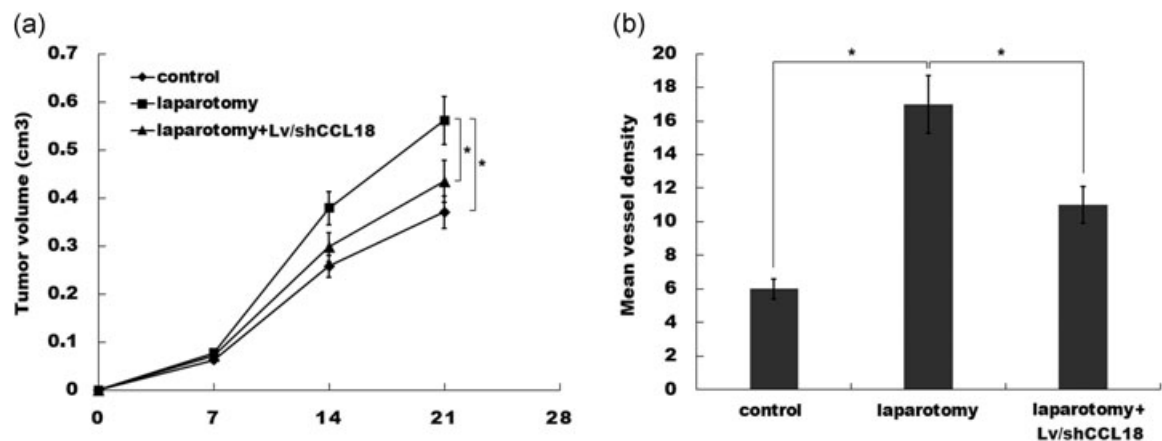 (a)
0.7
0.6
0.5
0.4
0.3
0.2
0.1
0
Tumor volume (cm3)
control
laparotomy
laparotomy+Lv/shCCL18
*
*
0 7 14 21 28
(b)
20
18
16
14
12
10
8
6
4
2
0
Mean vessel density
*
*
control
laparotomy
laparotomy+
Lv/shCCL18